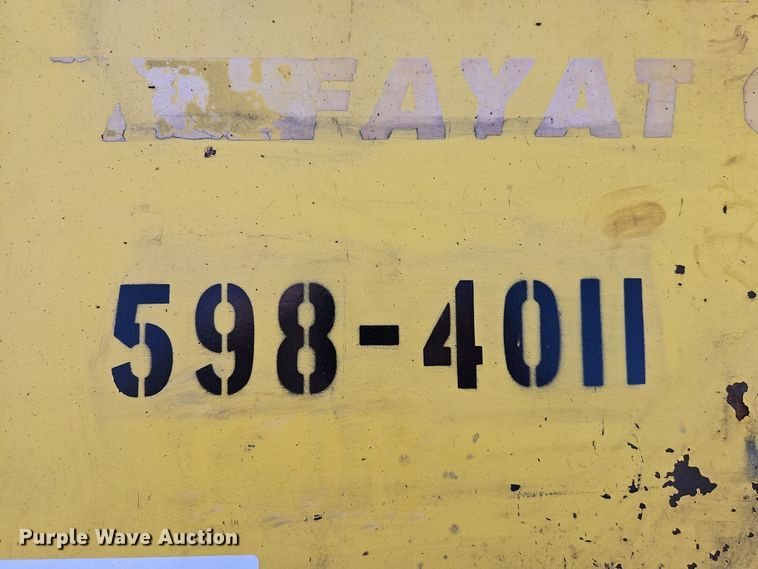 FAYAT
598-4011
Purple Wave Auction